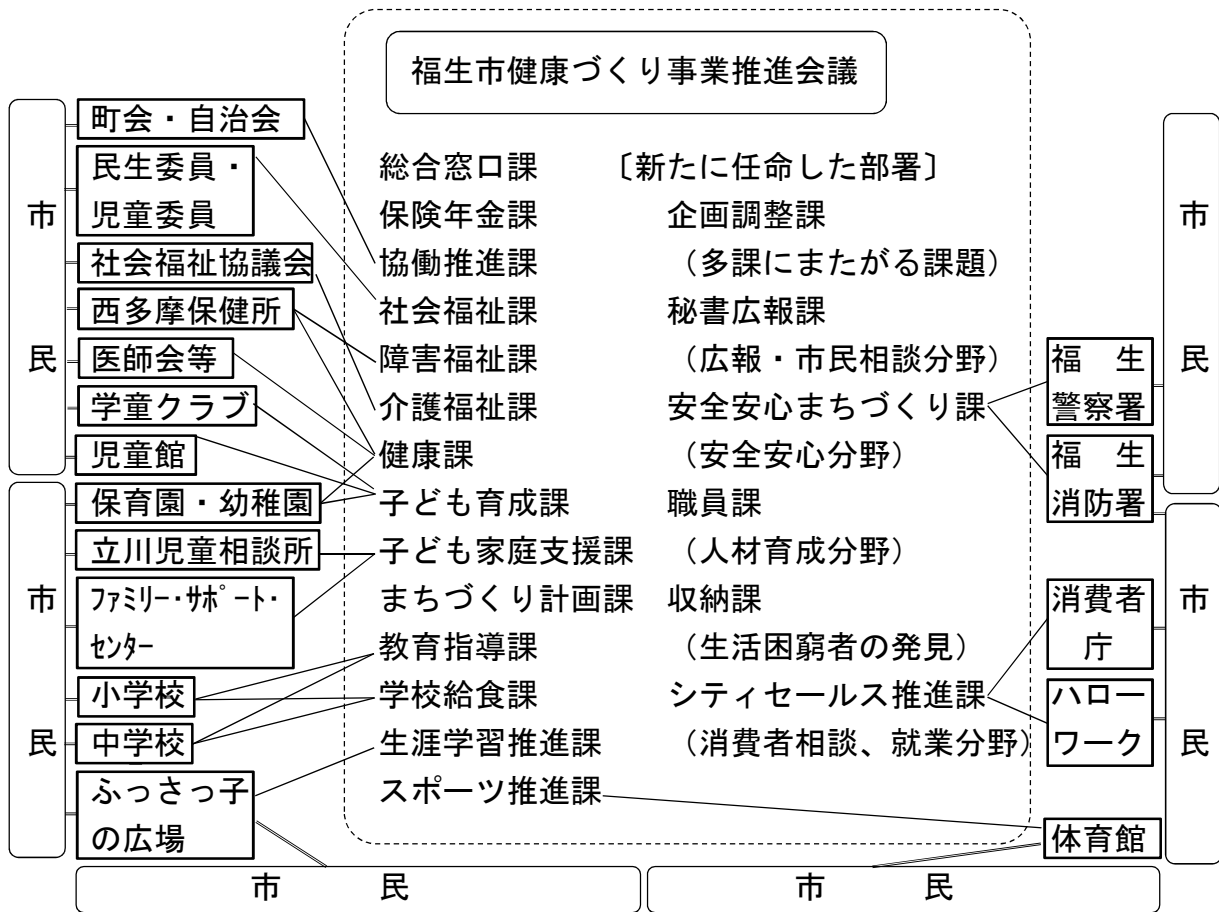 福生市健康づくり事業推進会議
市
民
町会・自治会
民生委員・
児童委員
社会福祉協議会
西多摩保健所
医師会等
学童クラブ
児童館
市
民
保育園・幼稚園
立川児童相談所
ﾌｧﾐﾘｰ･ｻﾎﾟｰﾄ･
ｾﾝﾀｰ
小学校
中学校
ふっさっ子
の広場
総合窓口課
保険年金課
協働推進課
社会福祉課
障害福祉課
介護福祉課
健康課
子ども育成課
子ども家庭支援課
まちづくり計画課
教育指導課
学校給食課
生涯学習推進課
スポーツ推進課
〔新たに任命した部署〕
企画調整課
（多課にまたがる課題）
秘書広報課
（広報・市民相談分野）
安全安心まちづくり課
（安全安心分野）
職員課
（人材育成分野）
収納課
（生活困窮者の発見）
シティセールス推進課
（消費者相談、就業分野）
福　生
警察署
福　生
消防署
消費者
庁
ハロー
ワーク
体育館
市
民
市
民
市　　　民
市　　　民